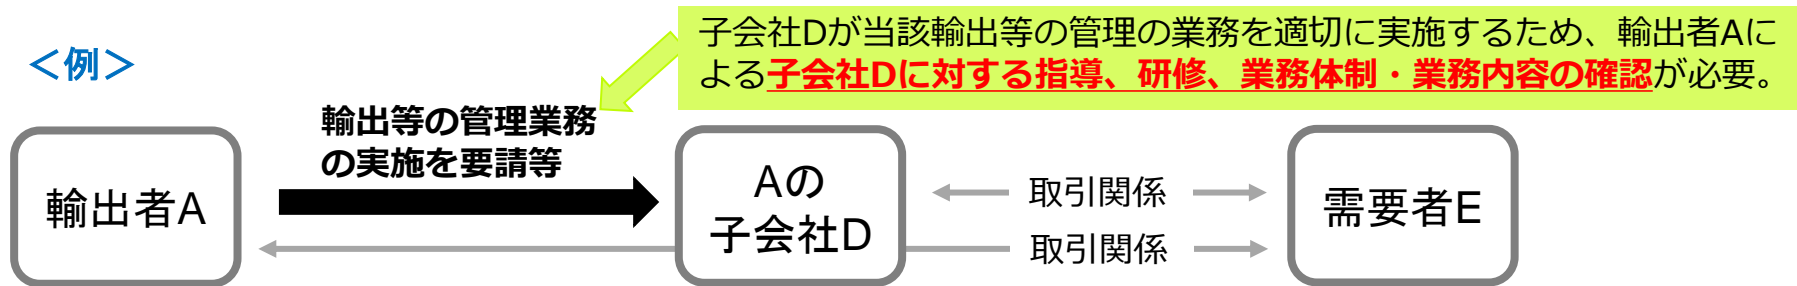 子会社Dが当該輸出等の管理の業務を適切に実施するため、輸出者Aに
よる子会社Dに対する指導、研修、業務体制・業務内容の確認が必要。
＜例＞
輸出等の管理業務
の実施を要請等
輸出者A
Aの
子会社D
取引関係
取引関係
需要者E